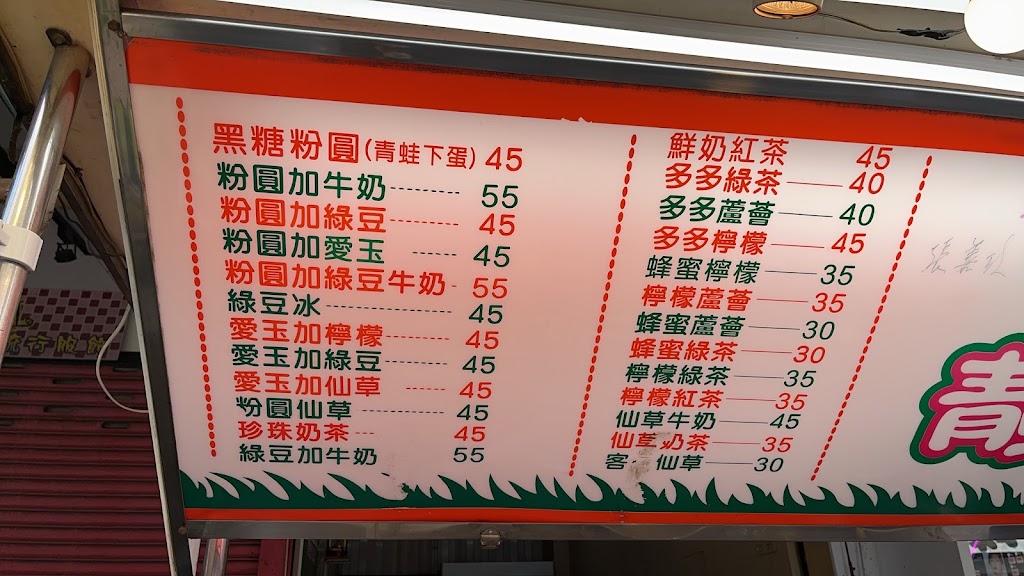 黑糖粉圓(青蛙下蛋) 45
粉圓加牛奶-------- 55
粉圓加綠豆-------- 45
粉圓加愛玉 ------ 45
粉圓加綠豆牛奶- 55
綠豆冰-------------- 45
愛玉加檸檬------- 45
愛玉加綠豆------- 45
愛玉加仙草 ------ 45
粉圓仙草 ---------- 45
珍珠奶茶--- 45
綠豆加牛奶 55
鮮奶紅茶 45
多多綠茶——40
多多蘆薈——40
多多檸檬——45
蜂蜜檸檬——35
檸檬蘆薈——35
蜂蜜蘆薈——30
蜂蜜綠茶——30
檸檬綠茶——35
檸檬紅茶——35
仙草牛奶——45
仙草奶茶——35
客 仙草——30
青